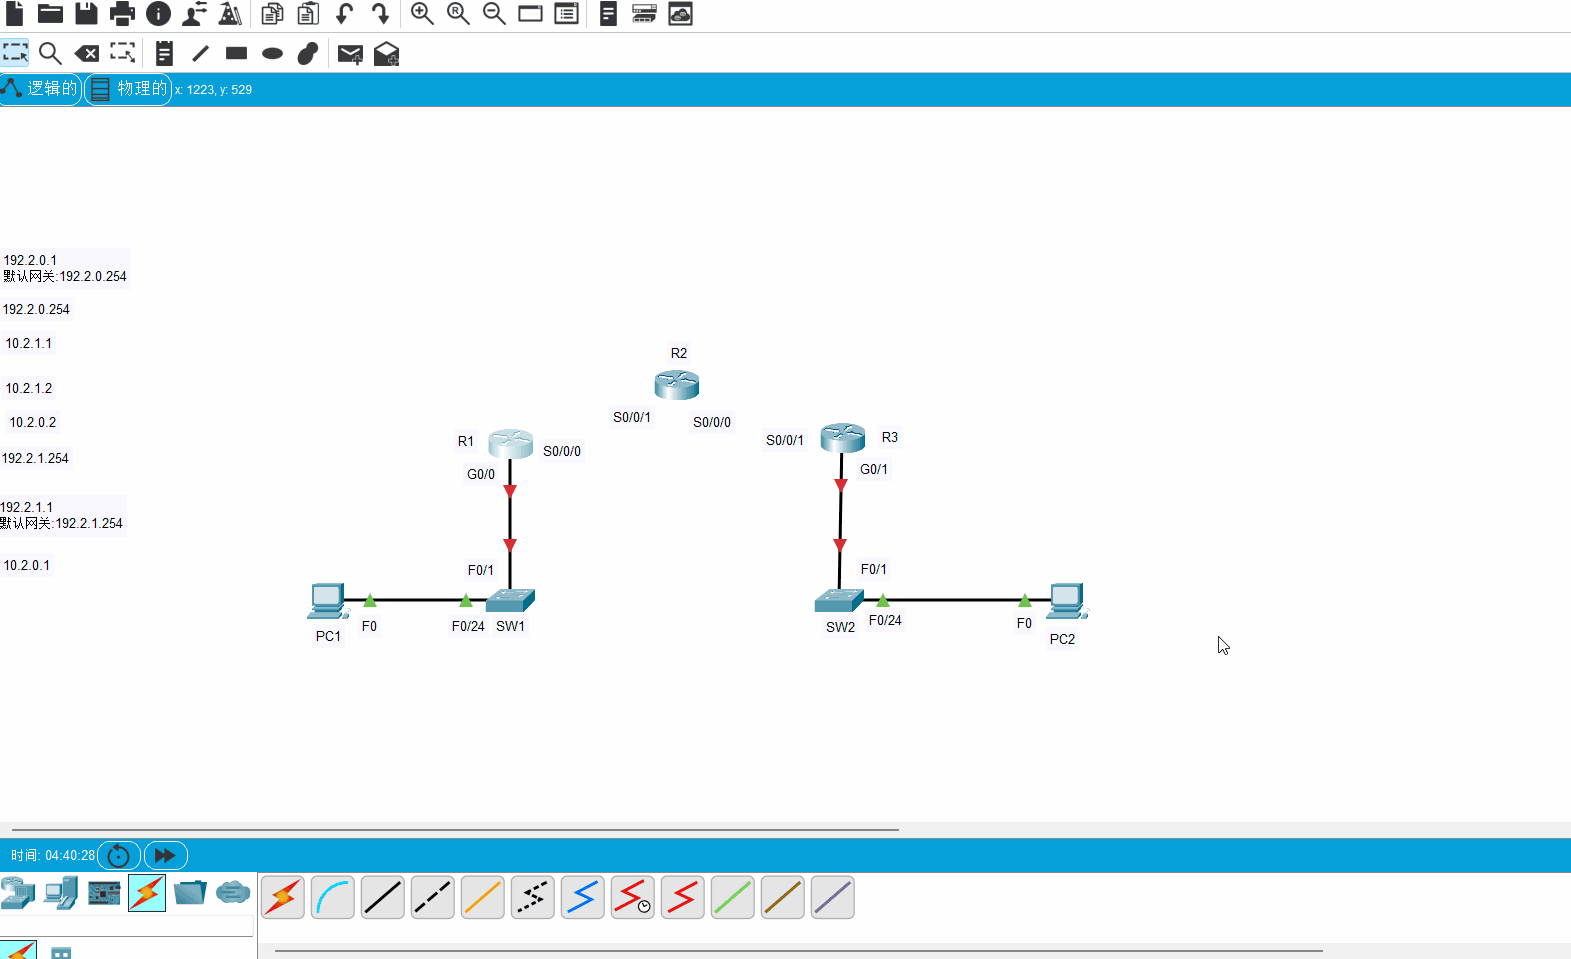 逻辑的 物理的 x: 1223, y: 529
192.2.0.1
默认网关:192.2.0.254
192.2.0.254
10.2.1.1
10.2.1.2
10.2.0.2
192.2.1.254
192.2.1.1
默认网关:192.2.1.254
10.2.0.1
R2
S0/0/1
S0/0/0
R1
S0/0/0
G0/0
S0/0/1
R3
G0/1
F0/1
F0/1
PC1
F0
F0/24
SW1
SW2
F0/24
F0
PC2
时间: 04:40:28